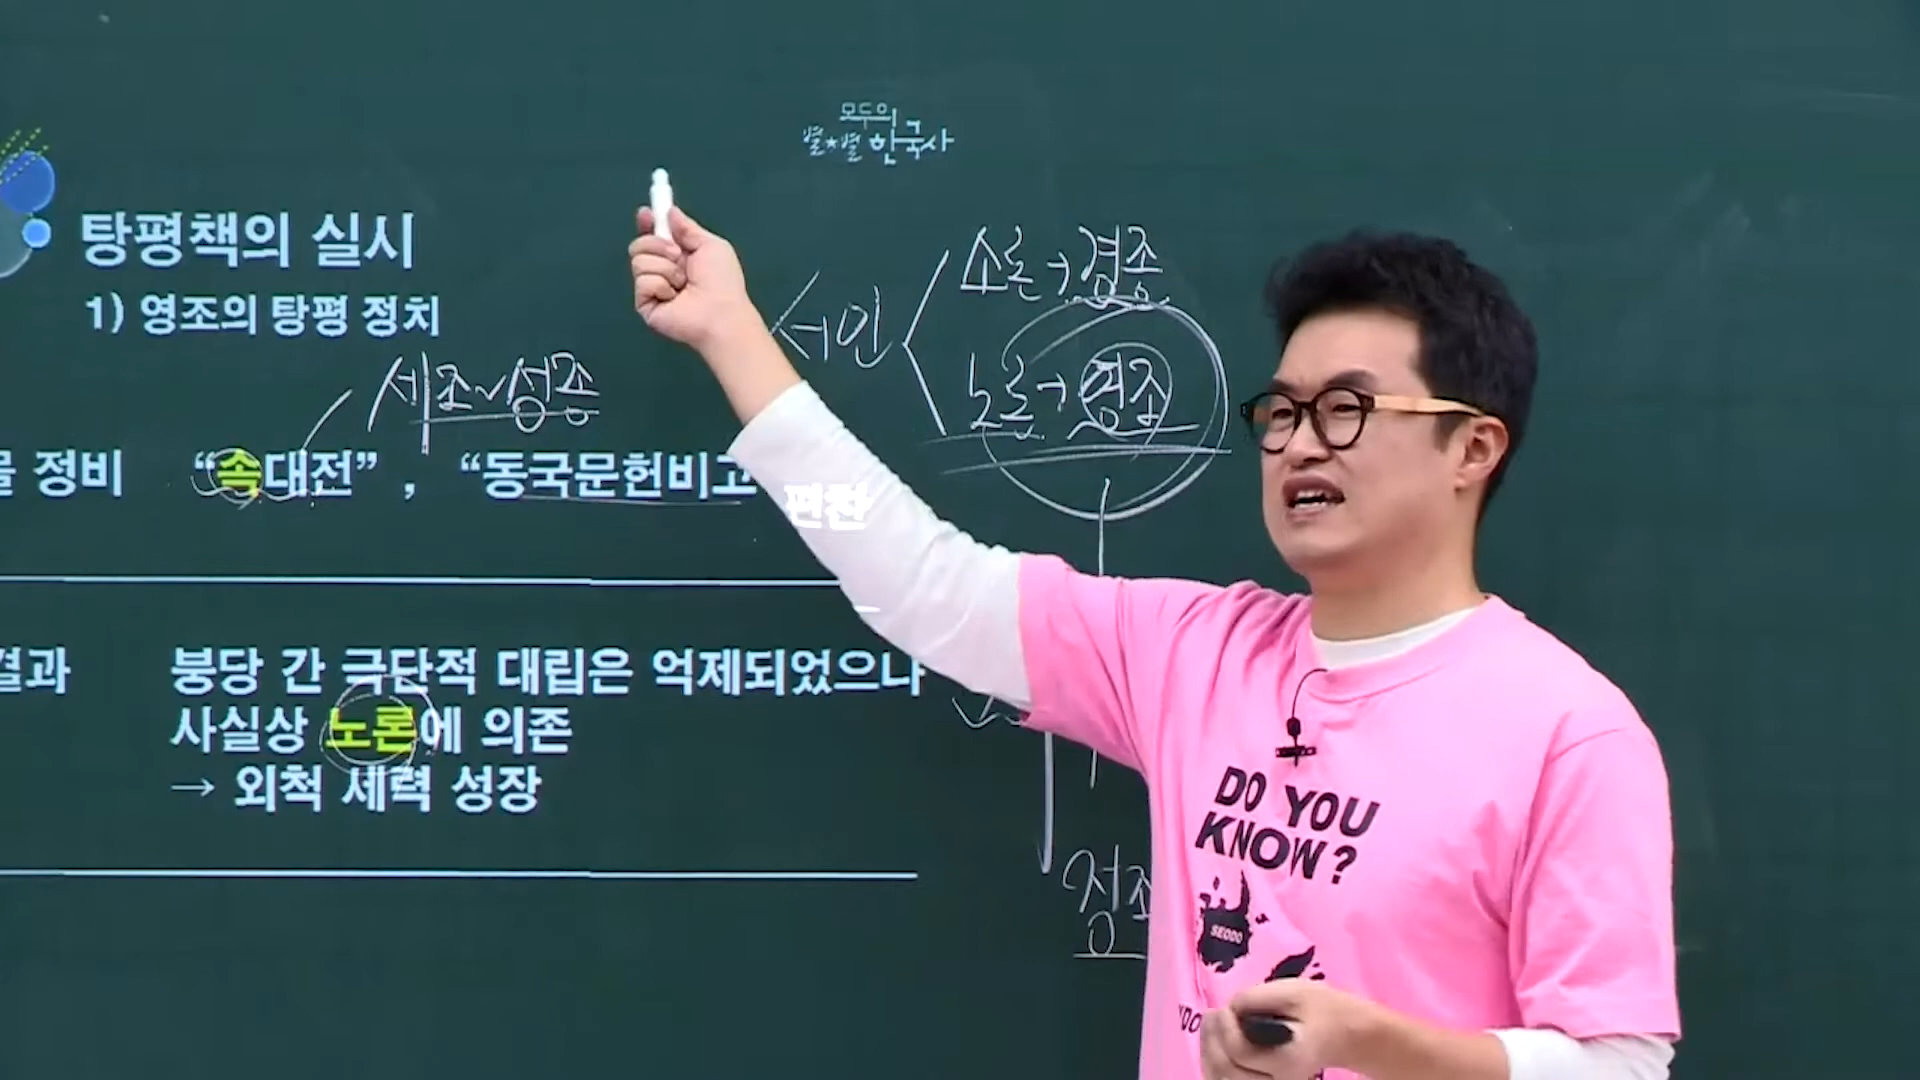 모두의
별★별 한국사
탕평책의 실시
1) 영조의 탕평 정치
세조~성종
서인
소론→경종
노론→영조
물 정비 “속대전”, “동국문헌비고
편찬
결과 붕당 간 극단적 대립은 억제되었으나
사실상 노론에 의존
→ 외척 세력 성장
정조
DO YOU
KNOW?
SEODO